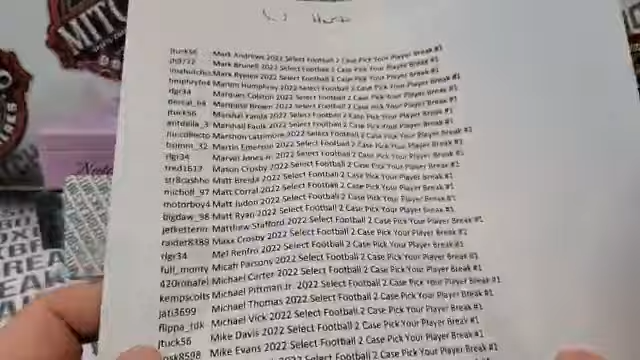 jtuck56 Mark Andrews 2022 Select Football 2 Case Pick Your Player Break #1
Mark Brunell 2022 Select Football 2 Case Pick Your Player Break #1
Mark Rypien 2022 Select Football 2 Case Pick Your Player Break #1
Marlon Humphrey 2022 Select Football 2 Case Pick Your Player Break #1
rlgr34 Marques Colston 2022 Select Football 2 Case Pick Your Player Break #1
Marquise Brown 2022 Select Football 2 Case Pick Your Player Break #1
jtuck56 Marshal Yanda 2022 Select Football 2 Case Pick Your Player Break #1
Marshall Faulk 2022 Select Football 2 Case Pick Your Player Break #1
Marshon Lattimore 2022 Select Football 2 Case Pick Your Player Break #1
Martin Emerson 2022 Select Football 2 Case Pick Your Player Break #1
rlgr34 Marvel Jones Jr. 2022 Select Football 2 Case Pick Your Player Break #1
fred1617 Mason Crosby 2022 Select Football 2 Case Pick Your Player Break #1
Matt Breida 2022 Select Football 2 Case Pick Your Player Break #1
micholl_97 Matt Corral 2022 Select Football 2 Case Pick Your Player Break #1
motorboy4 Matt Judon 2022 Select Football 2 Case Pick Your Player Break #1
bigdaw_98 Matt Ryan 2022 Select Football 2 Case Pick Your Player Break #1
Matthew Stafford 2022 Select Football 2 Case Pick Your Player Break #1
raider8189 Maxx Crosby 2022 Select Football 2 Case Pick Your Player Break #1
rlgr34 Mel Renfro 2022 Select Football 2 Case Pick Your Player Break #1
full_monty Micah Parsons 2022 Select Football 2 Case Pick Your Player Break #1
Michael Carter 2022 Select Football 2 Case Pick Your Player Break #1
kempscolts Michael Pittman Jr. 2022 Select Football 2 Case Pick Your Player Break #1
jati3699 Michael Thomas 2022 Select Football 2 Case Pick Your Player Break #1
Michael Vick 2022 Select Football 2 Case Pick Your Player Break #1
jtuck56 Mike Davis 2022 Select Football 2 Case Pick Your Player Break #1
Mike Evans 2022 Select Football 2 Case Pick Your Player Break #1